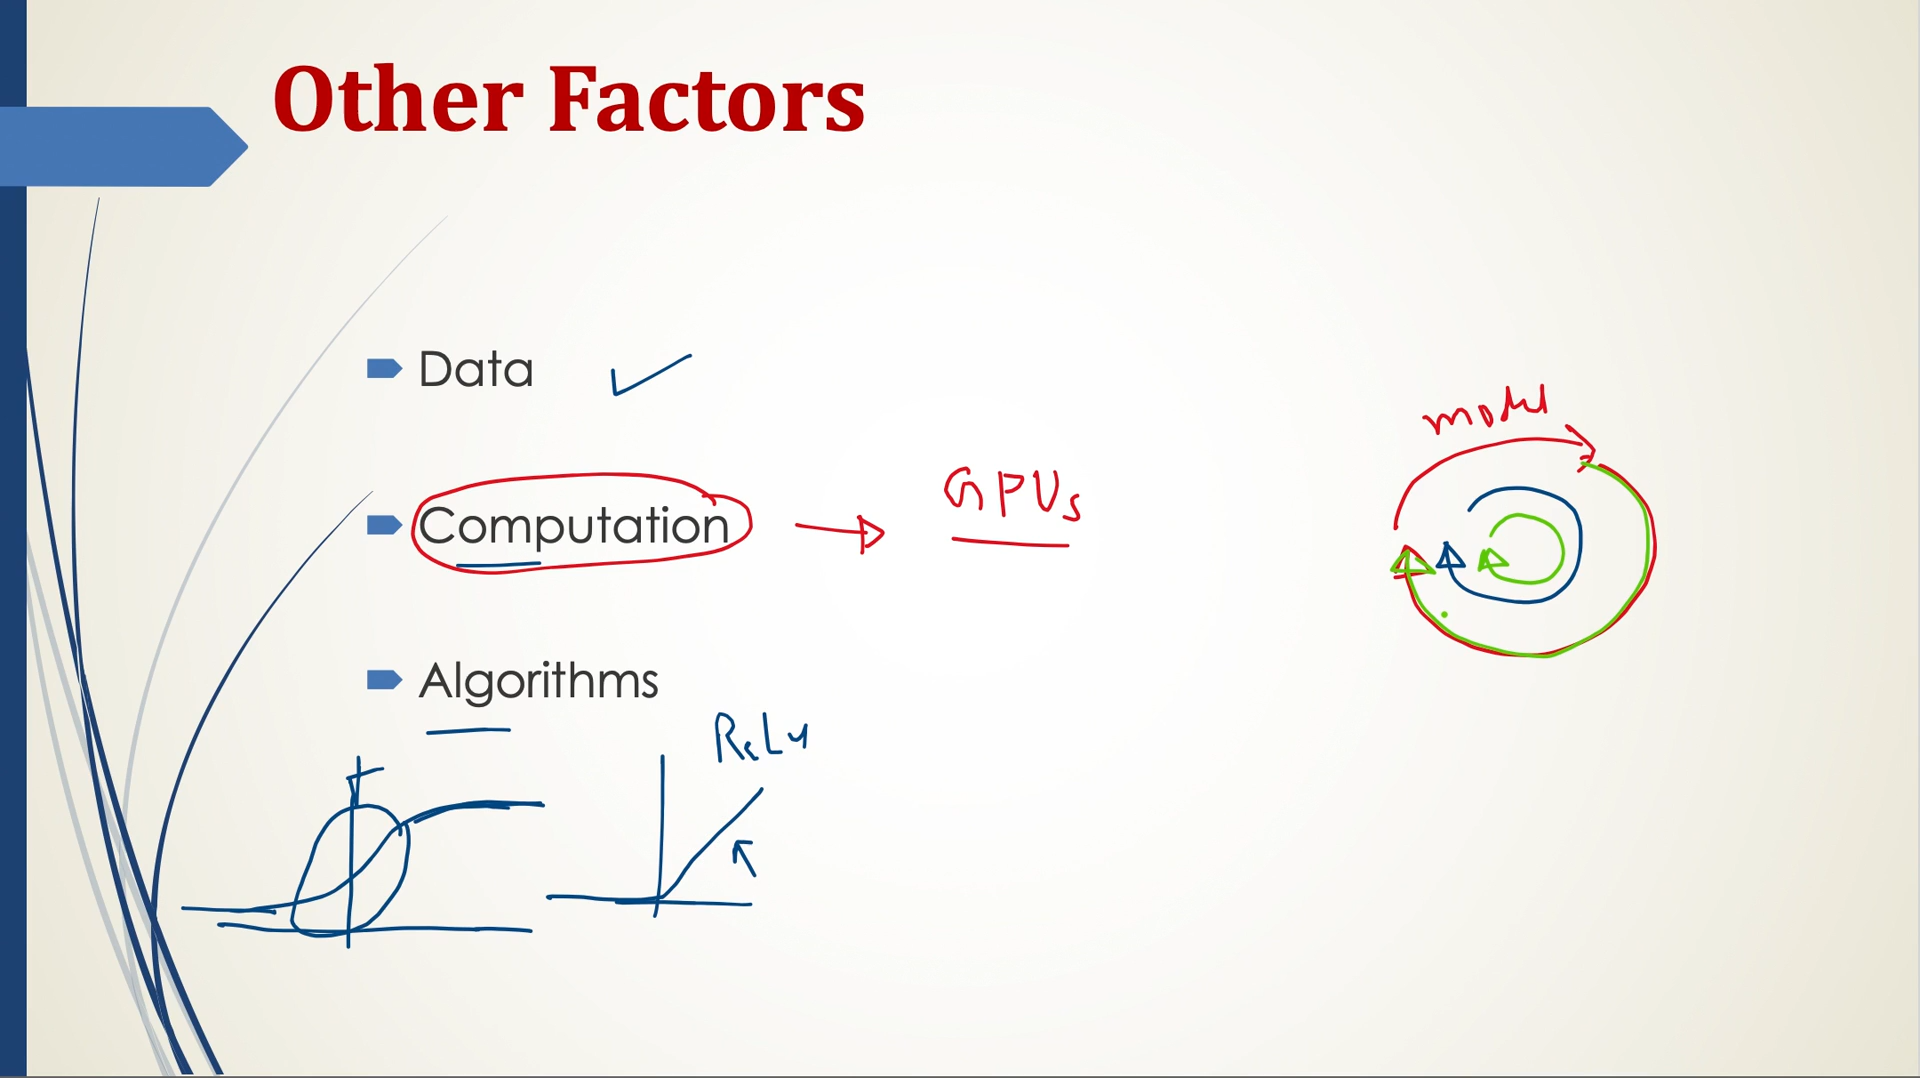 Other Factors
Data
model
Computation
GPUs
Algorithms
ReLu